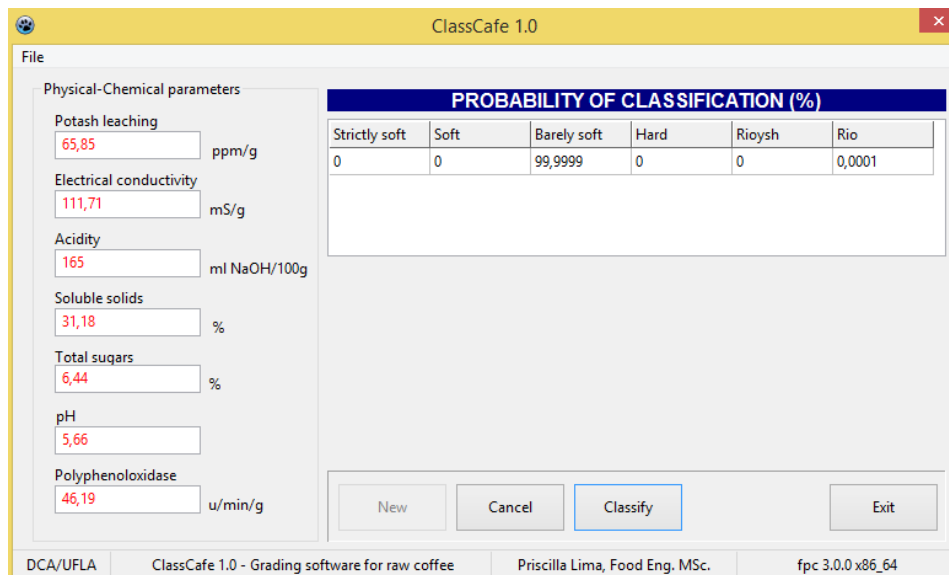 ClassCafe 1.0
File
Physical-Chemical parameters
Potash leaching
65,85 ppm/g
Electrical conductivity
111,71 mS/g
Acidity
165 ml NaOH/100g
Soluble solids
31,18 %
Total sugars
6,44 %
pH
5,66
Polyphenoloxidase
46,19 u/min/g
PROBABILITY OF CLASSIFICATION (%)
Strictly soft Soft Barely soft Hard Rioysh Rio
0 0 99,9999 0 0 0,0001
New Cancel Classify Exit
DCA/UFLA ClassCafe 1.0 - Grading software for raw coffee Priscilla Lima, Food Eng. MSc. fpc 3.0.0 x86_64